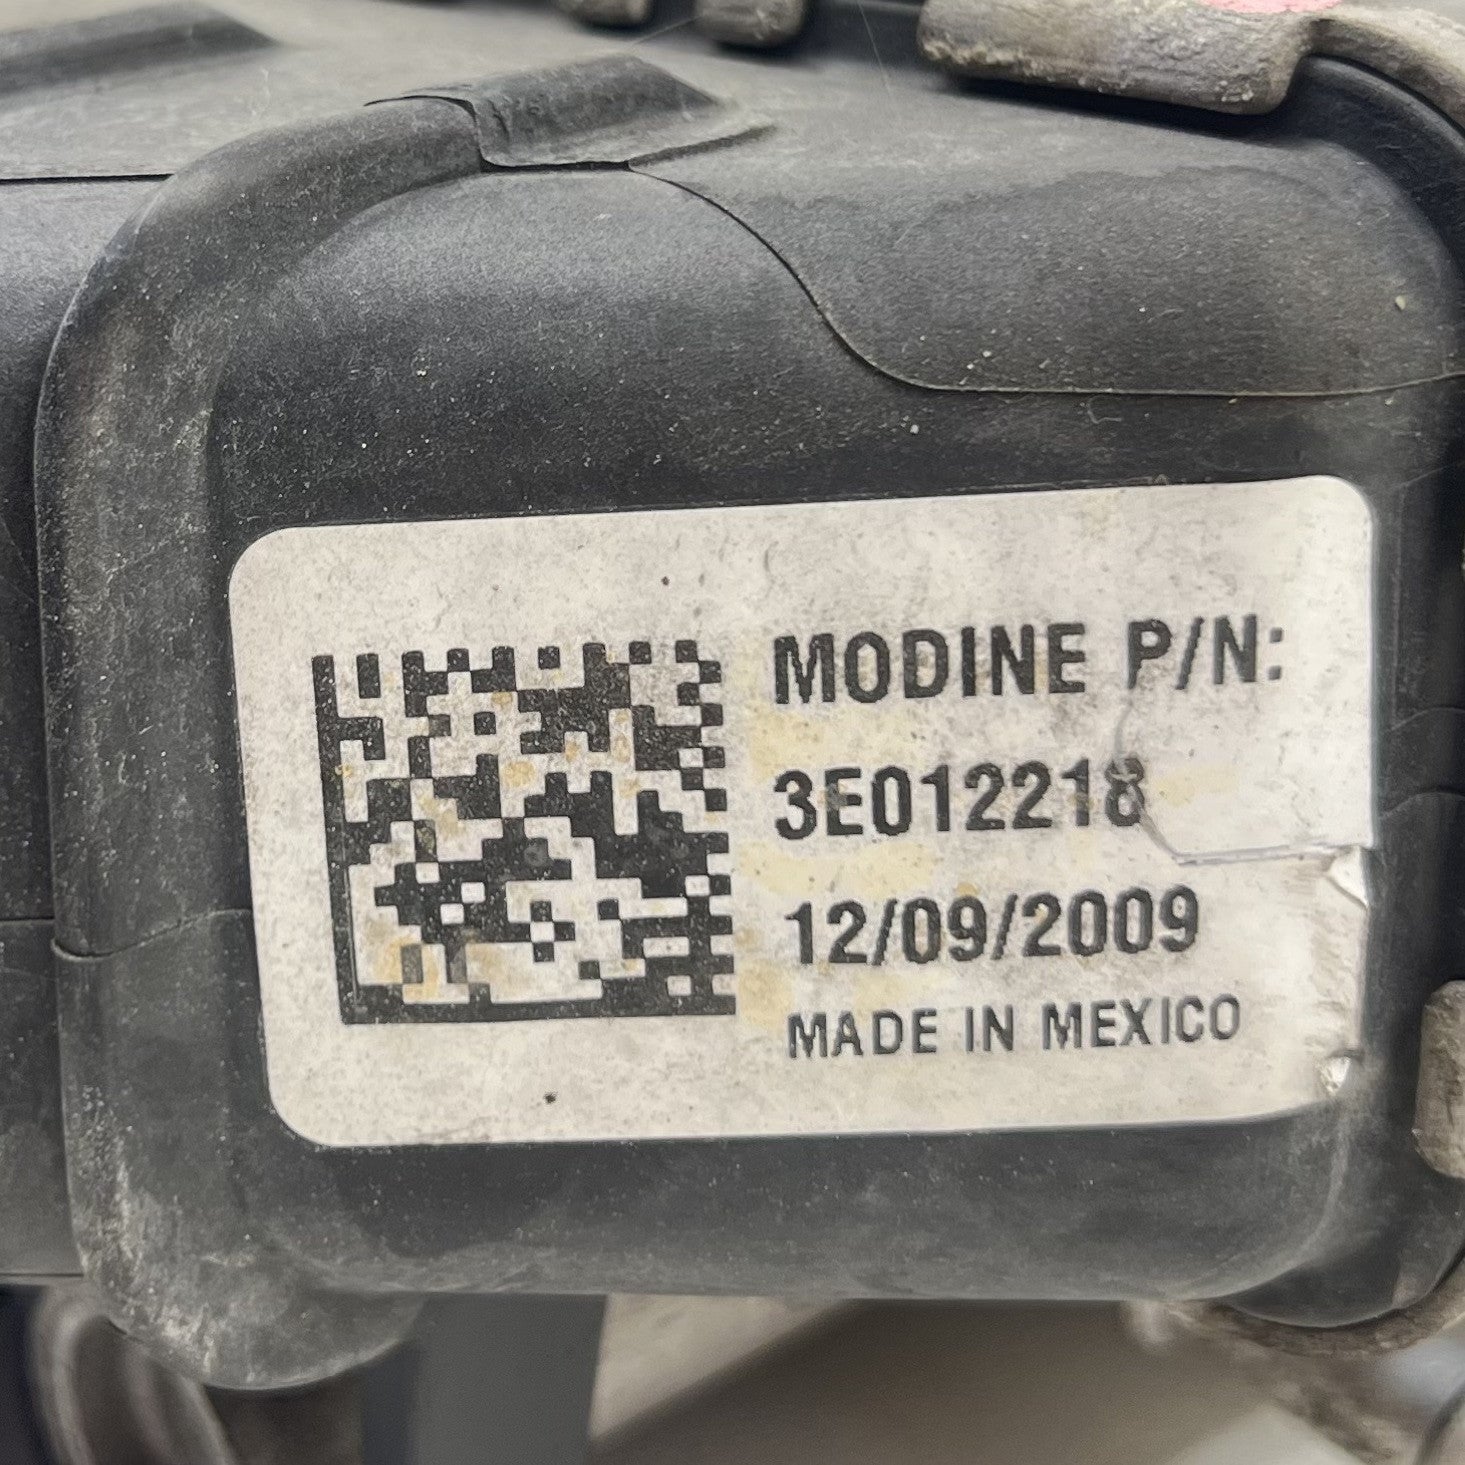 MODINE P/N:
3E012218
12/09/2009
MADE IN MEXICO